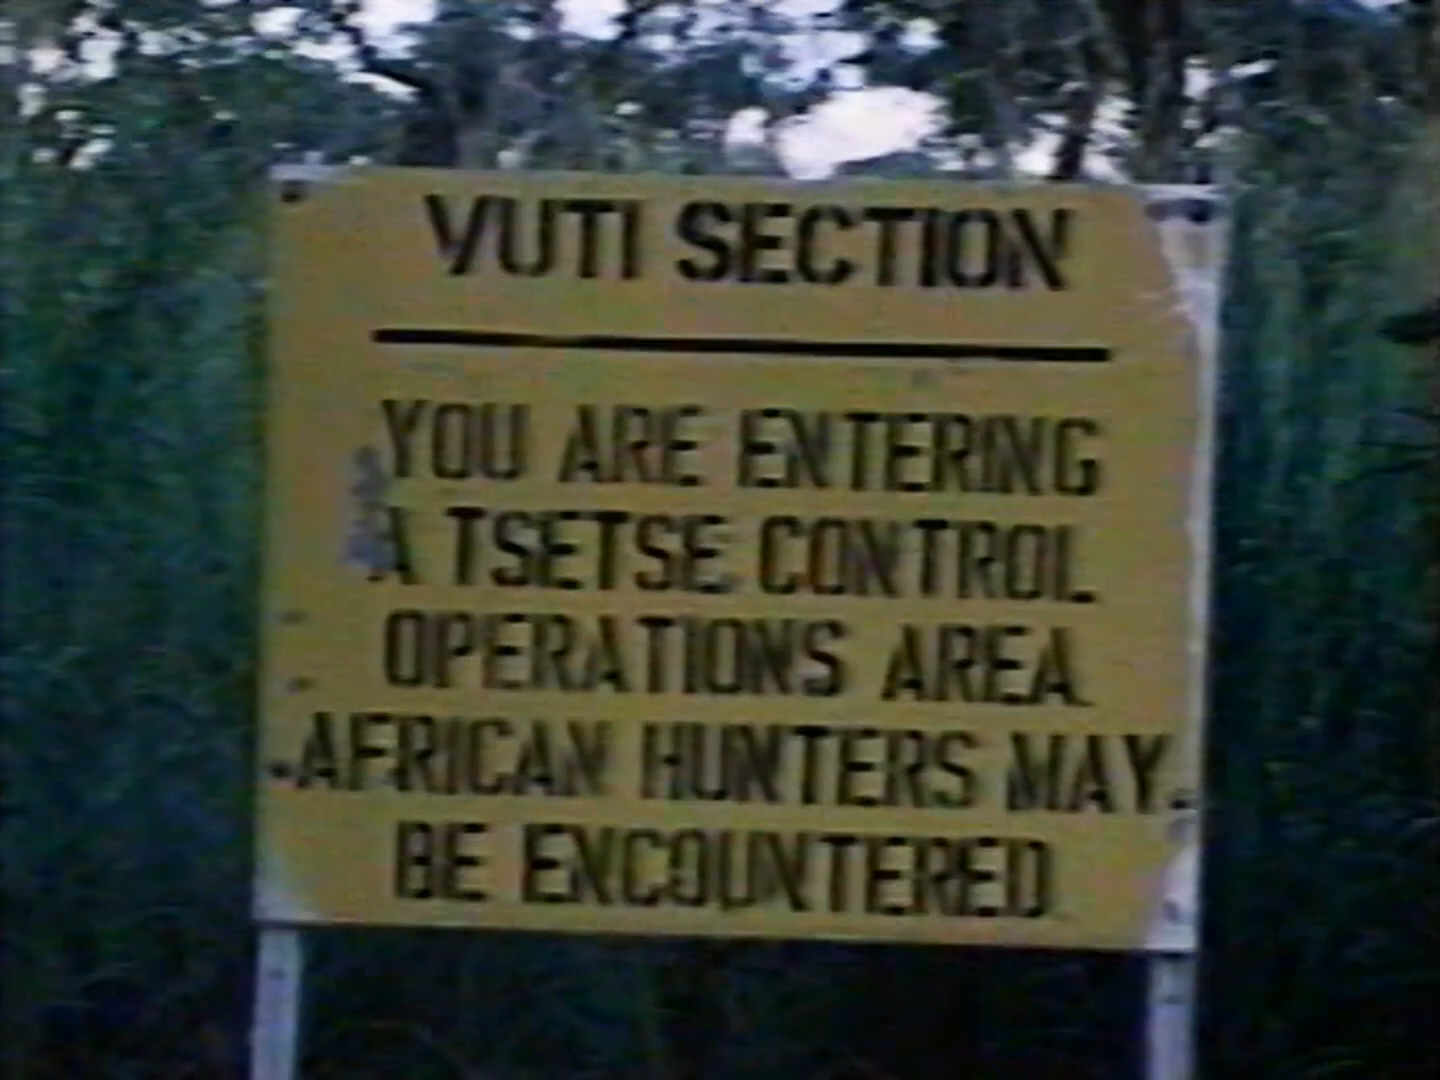 VUTI SECTION
YOU ARE ENTERING
A TSETSE CONTROL
OPERATIONS AREA.
AFRICAN HUNTERS MAY
BE ENCOUNTERED.